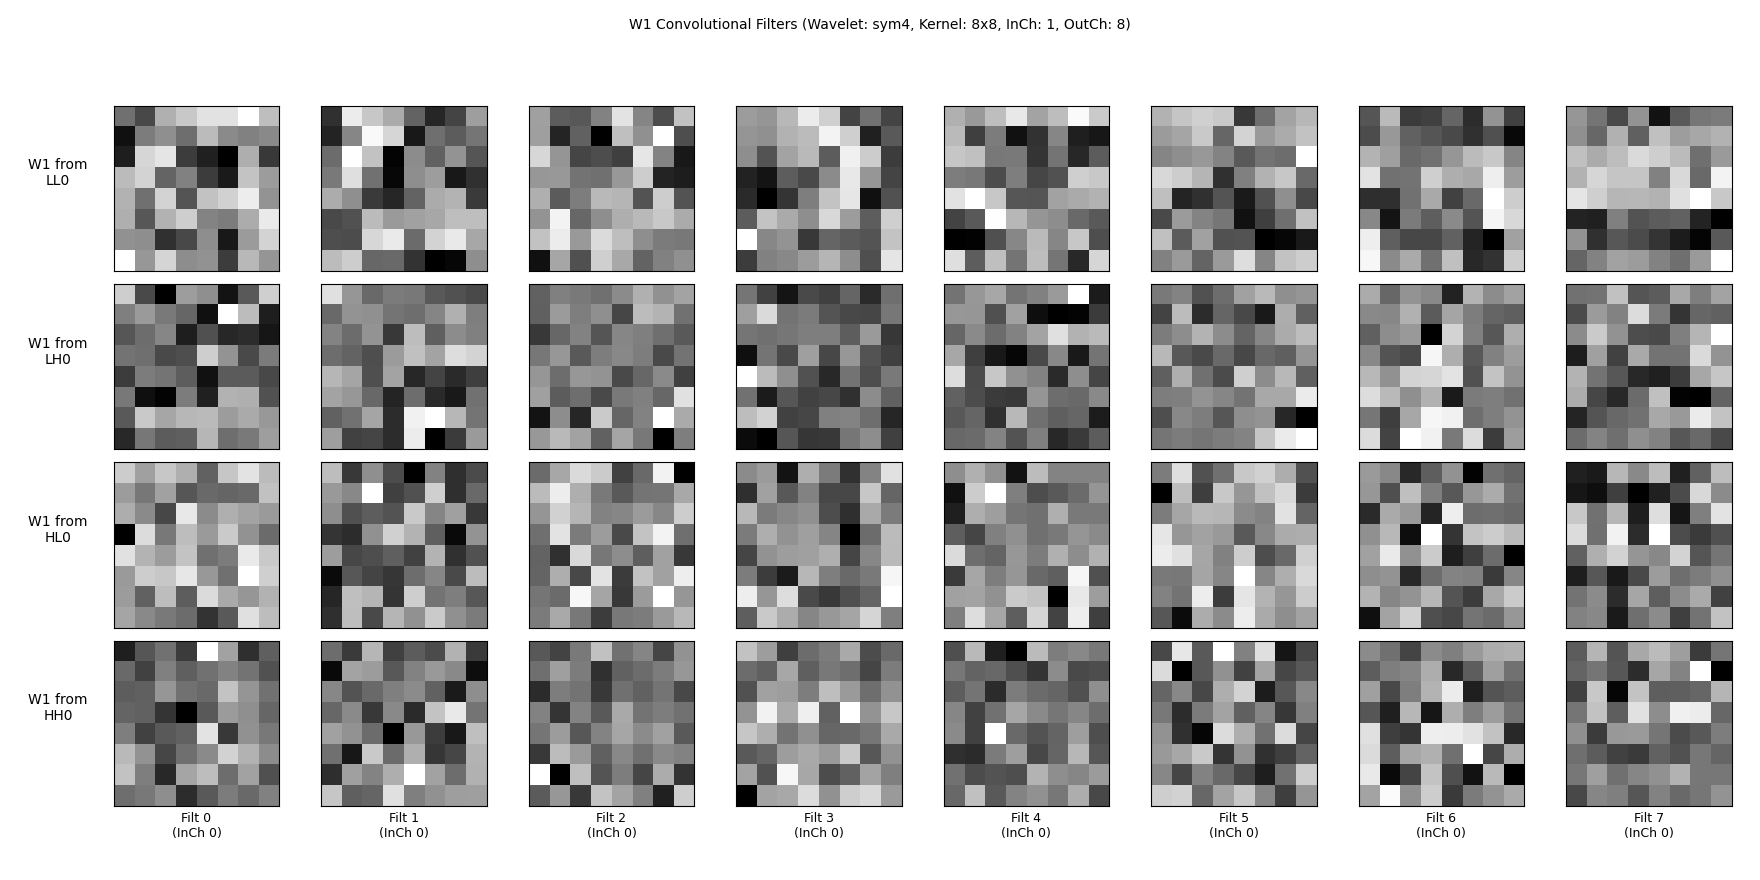 W1 Convolutional Filters (Wavelet: sym4, Kernel: 8x8, InCh: 1, OutCh: 8)
W1 from
LL0
W1 from
LH0
W1 from
HL0
W1 from
HH0
Filt 0
(InCh 0)
Filt 1
(InCh 0)
Filt 2
(InCh 0)
Filt 3
(InCh 0)
Filt 4
(InCh 0)
Filt 5
(InCh 0)
Filt 6
(InCh 0)
Filt 7
(InCh 0)